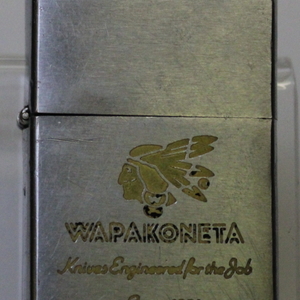 WAPAKONETA
Knives Engineered for the Job